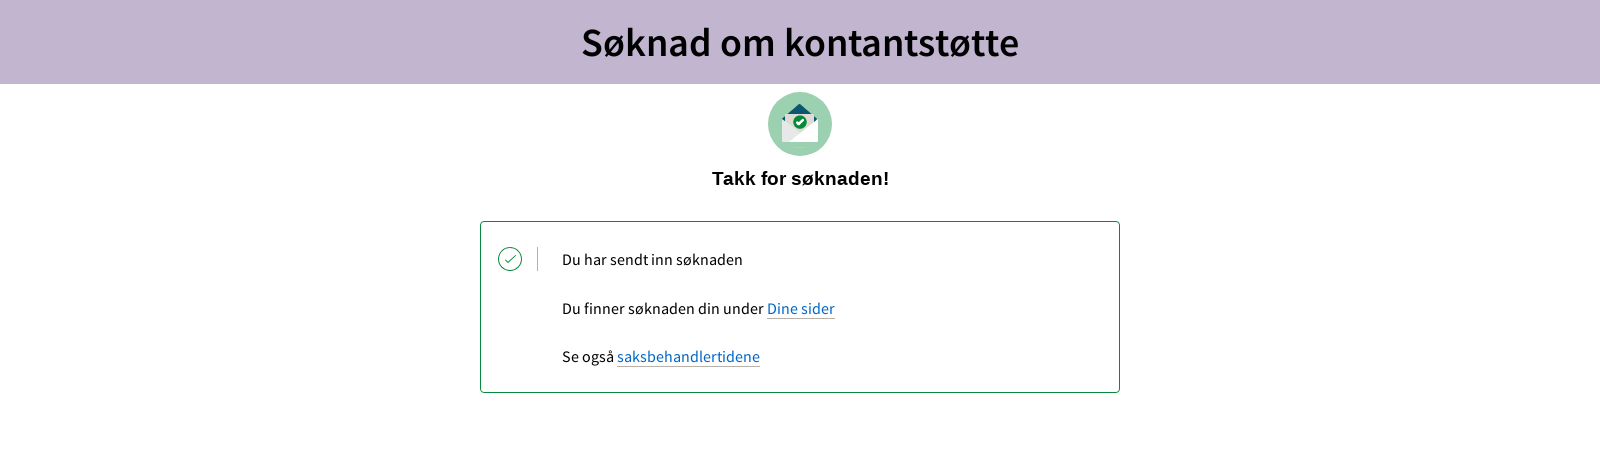 Søknad om kontantstøtte
Takk for søknaden!
Du har sendt inn søknaden
Du finner søknaden din under Dine sider
Se også saksbehandlertidene